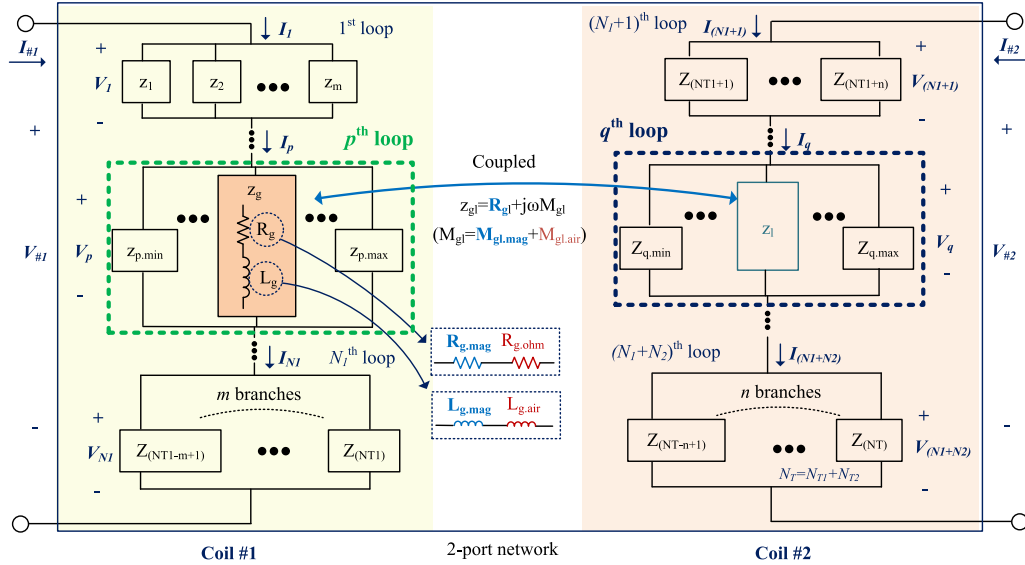 I#1
V#1
+
-
I1
1st loop
V1
+
-
z1
z2
●●●
zm
Ip
pth loop
Vp
+
-
Zp.min
●●●
zg
Rg
Lg
●●●
zp.max
IN1
N1th loop
m branches
VN1
+
-
Z(NT1-m+1)
●●●
Z(NT1)
Coil #1
Coupled
zgl=Rgl+jωMgl
(Mgl=Mgl.mag+Mgl.air)
Rg.mag
Rg.ohm
Lg.mag
Lg.air
2-port network
(N1+1)th loop
I(N1+1)
I#2
Z(NT1+1)
●●●
Z(NT1+n)
+
V(N1+1)
-
qth loop
Iq
Zq.min
●●●
zl
●●●
Zq.max
+
Vq
-
+
V#2
-
(N1+N2)th loop
I(N1+N2)
n branches
Z(NT-n+1)
●●●
Z(NT)
+
V(N1+N2)
-
NT=NT1+NT2
Coil #2